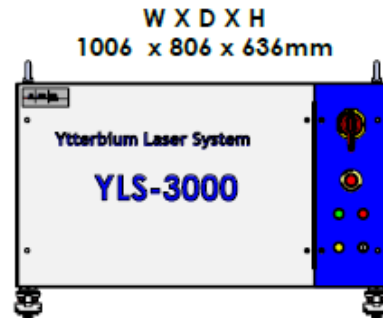 W X D X H
1006 x 806 x 636mm
Ytterbium Laser System
YLS-3000